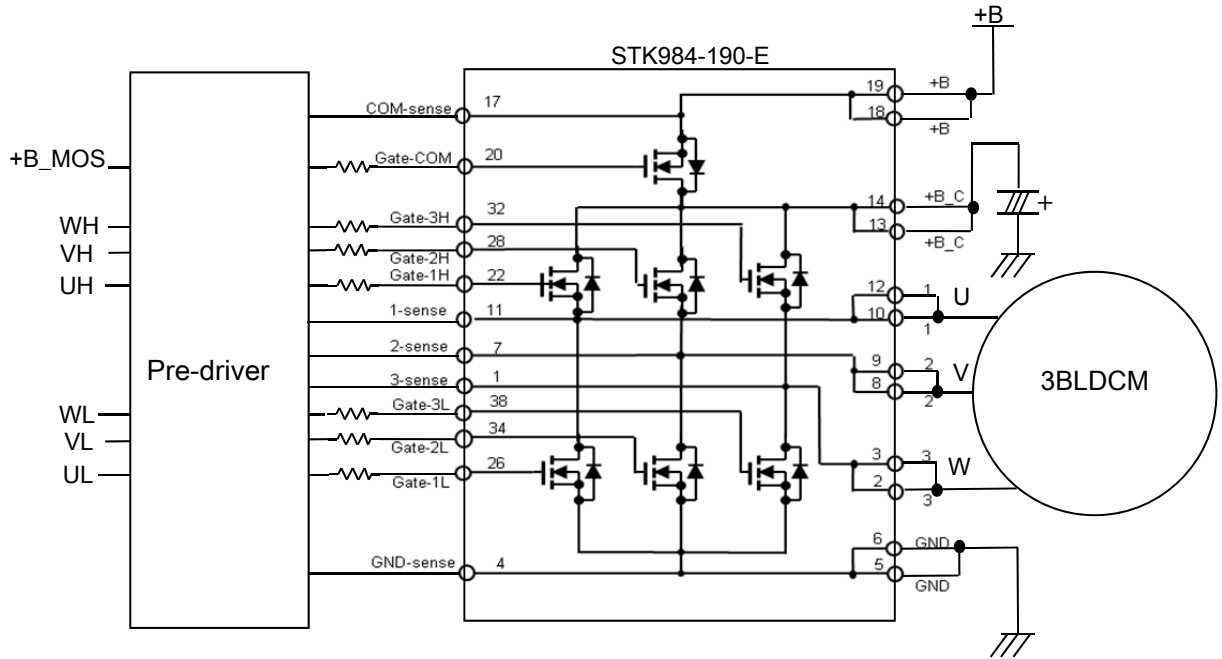 +B
STK984-190-E
COM-sense
17
19
+B
18
+B
+B_MOS
Gate-COM
20
WH
VH
UH
Gate-3H
32
28
Gate-2H
Gate-1H
22
14
+B_C
13
+B_C
+
1-sense
11
12
1
U
10
1
2-sense
7
9
2
V
8
2
Pre-driver
3BLDCM
3-sense
1
Gate-3L
38
WL
VL
UL
34
Gate-2L
26
Gate-1L
3
3
W
2
3
GND-sense
4
6
GND
5
GND